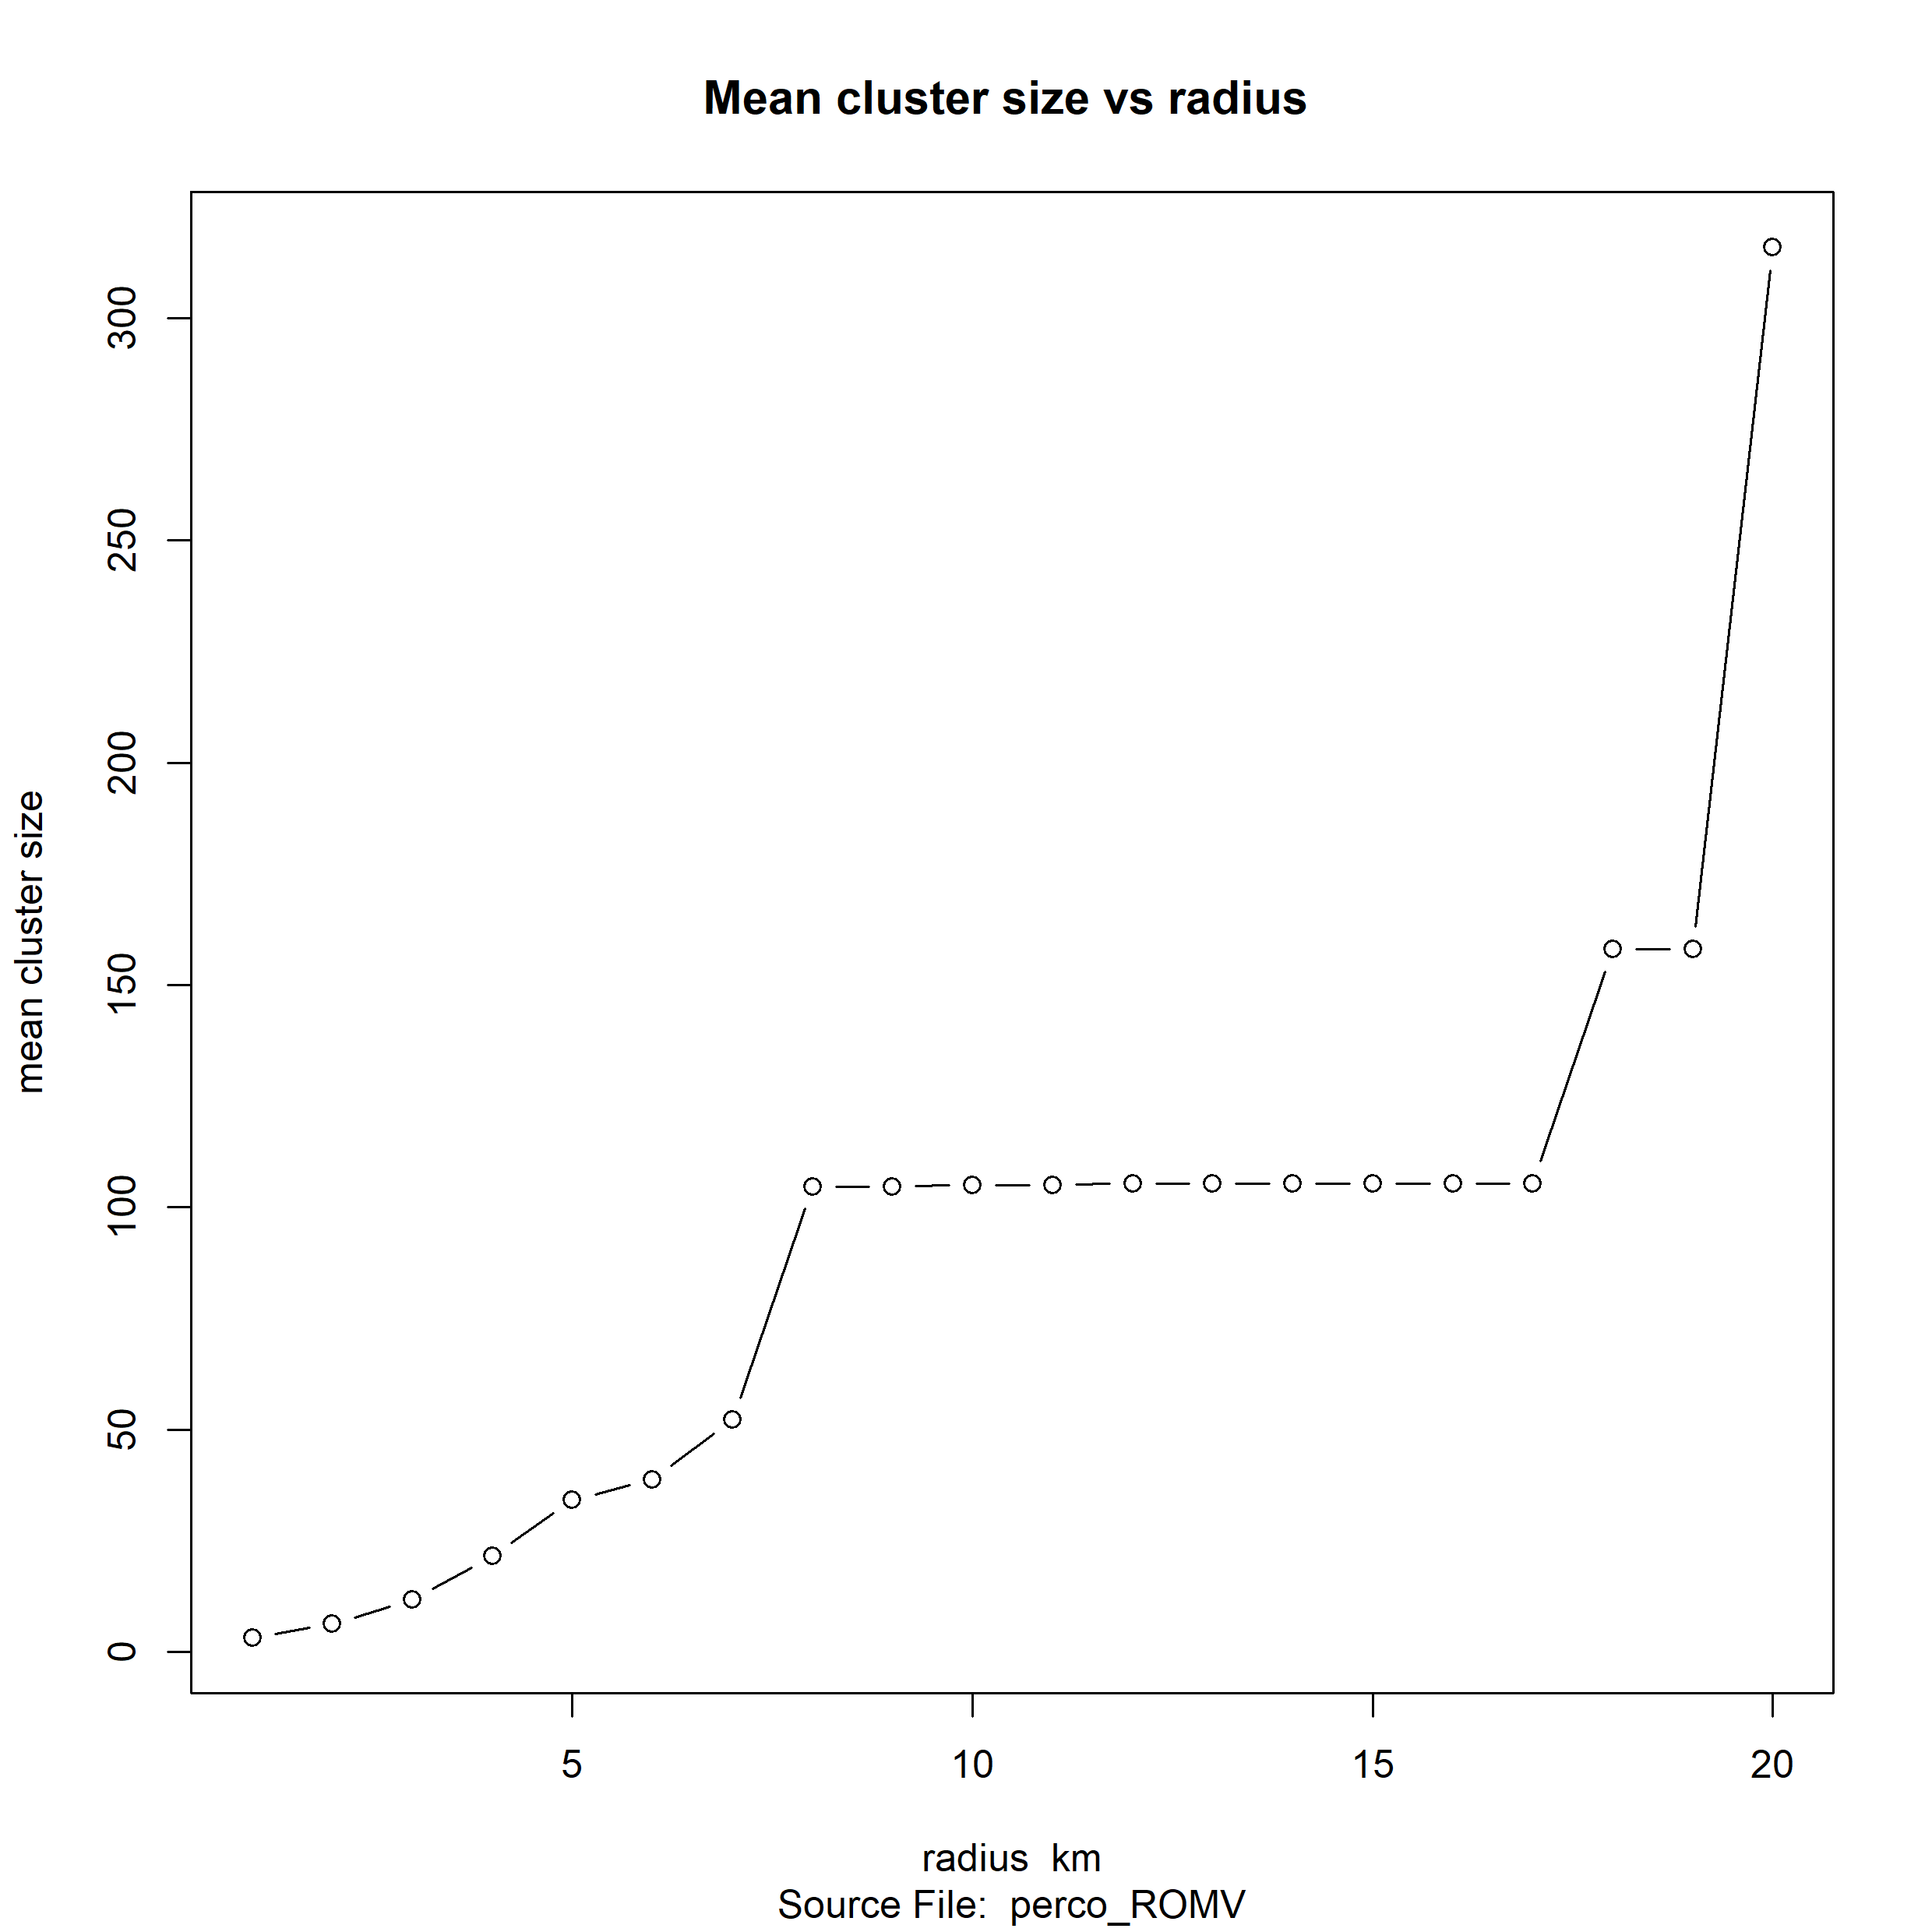 Mean cluster size vs radius
mean cluster size
300
250
200
150
100
50
0
5 10 15 20
radius  km
Source File:  perco_ROMV